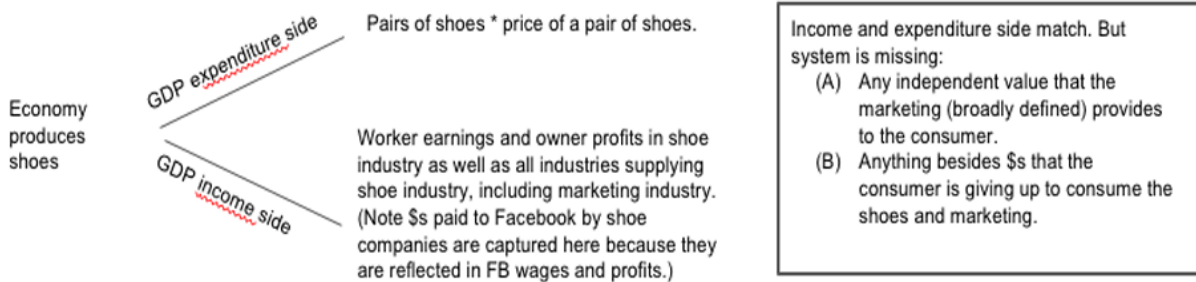 Economy
produces
shoes
GDP expenditure side
Pairs of shoes * price of a pair of shoes.
GDP income side
Worker earnings and owner profits in shoe
industry as well as all industries supplying
shoe industry, including marketing industry.
(Note $s paid to Facebook by shoe
companies are captured here because they
are reflected in FB wages and profits.)
Income and expenditure side match. But
system is missing:
(A) Any independent value that the
marketing (broadly defined) provides
to the consumer.
(B) Anything besides $s that the
consumer is giving up to consume the
shoes and marketing.